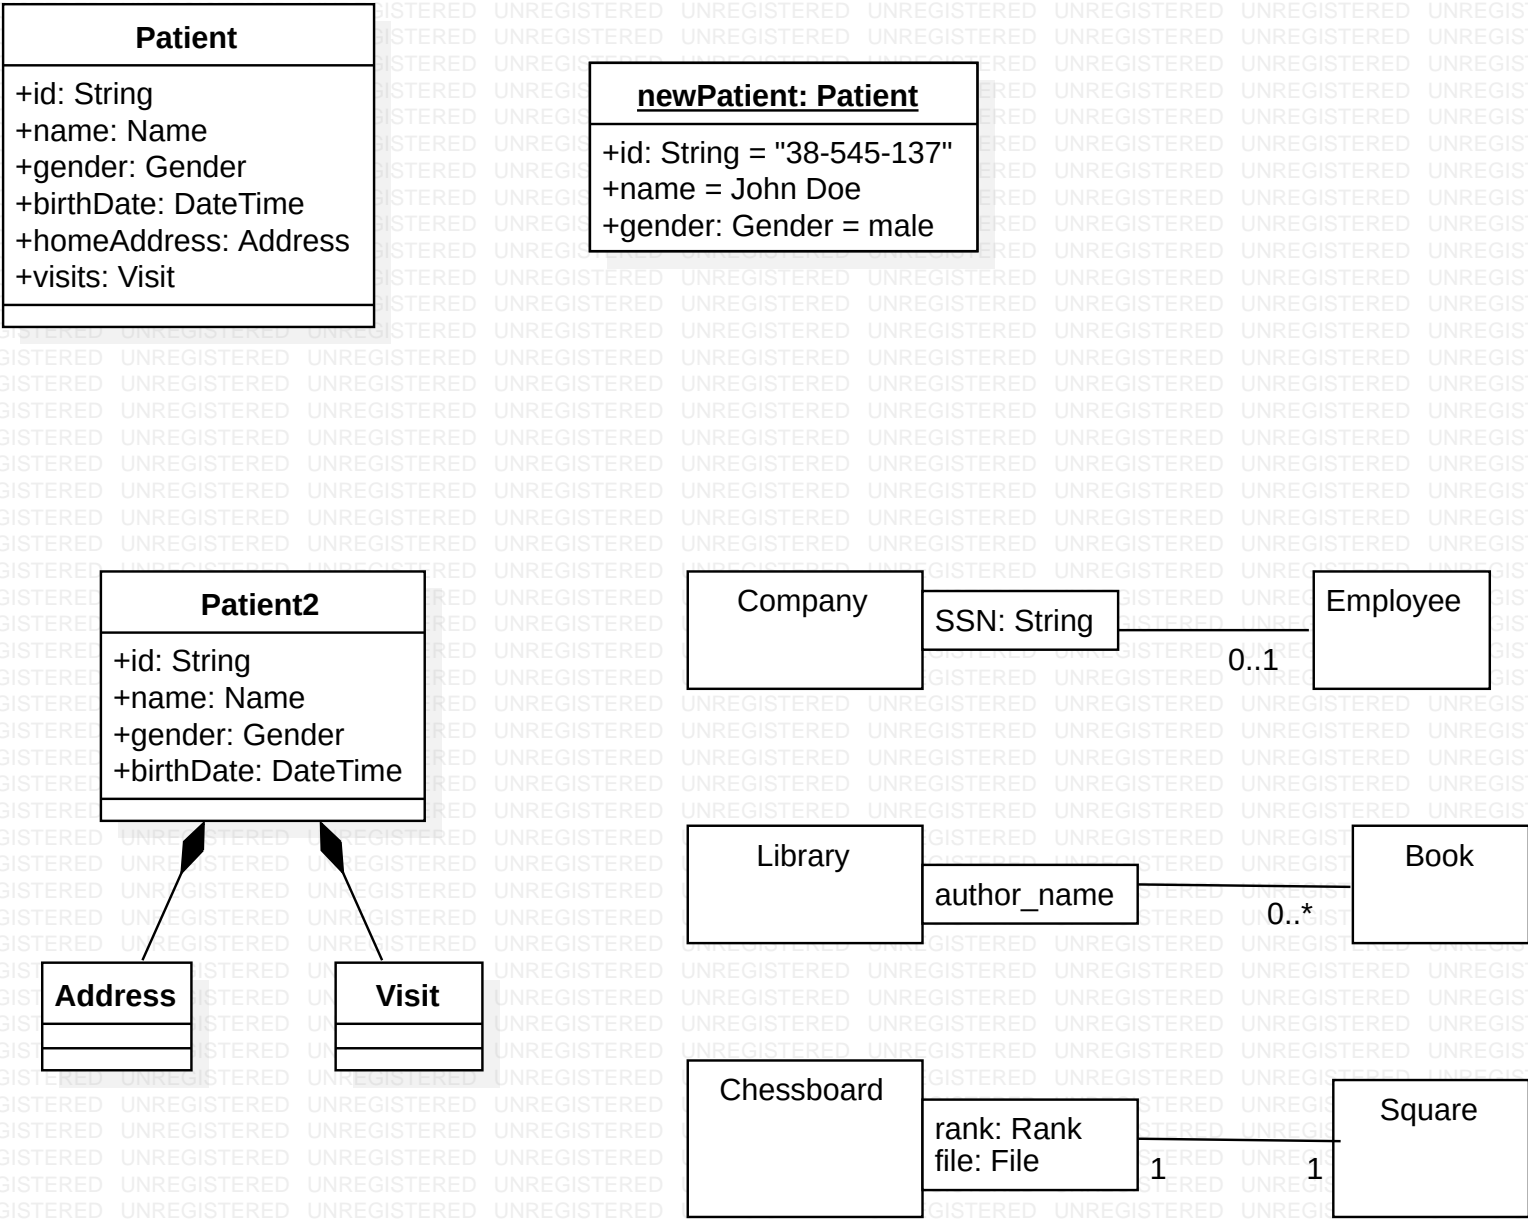 Patient
+id: String
+name: Name
+gender: Gender
+birthDate: DateTime
+homeAddress: Address
+visits: Visit
newPatient: Patient
+id: String = "38-545-137"
+name = John Doe
+gender: Gender = male
Patient2
+id: String
+name: Name
+gender: Gender
+birthDate: DateTime
Address
Visit
Company
SSN: String
0..1
Employee
Library
author_name
0..*
Book
Chessboard
rank: Rank
file: File
1
1
Square
UNREGISTERED